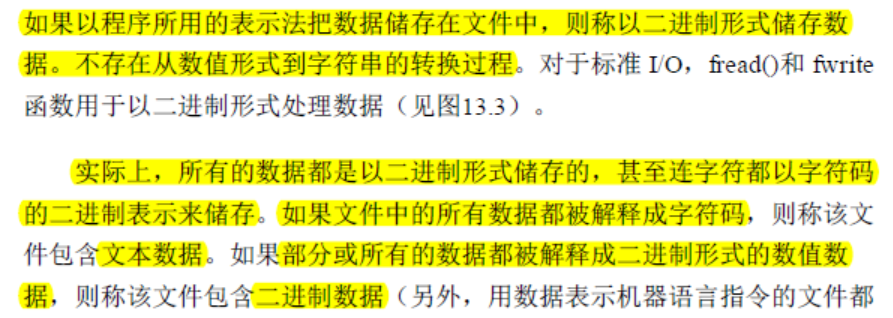 如果以程序所用的表示法把数据储存在文件中，则称以二进制形式储存数
据。不存在从数值形式到字符串的转换过程。对于标准 I/O，fread()和 fwrite
函数用于以二进制形式处理数据（见图13.3）。
实际上，所有的数据都是以二进制形式储存的，甚至连字符都以字符码
的二进制表示来储存。如果文件中的所有数据都被解释成字符码，则称该文
件包含文本数据。如果部分或所有的数据都被解释成二进制形式的数值数
据，则称该文件包含二进制数据（另外，用数据表示机器语言指令的文件都